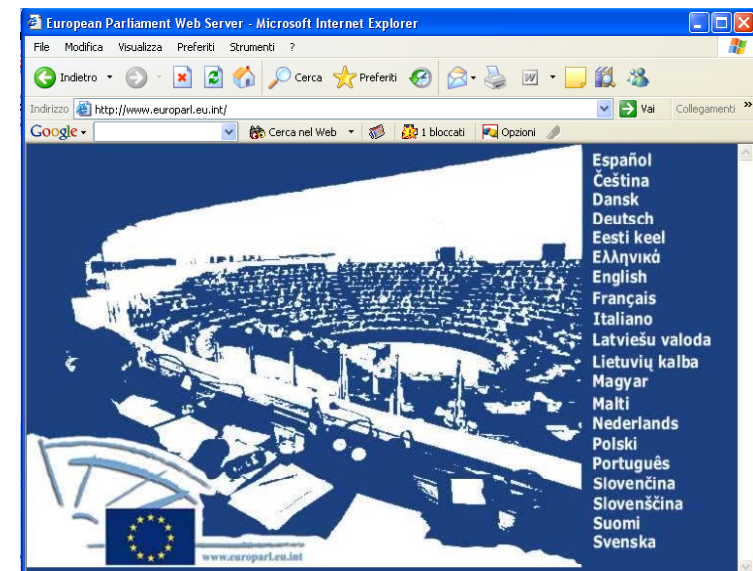 European Parliament Web Server - Microsoft Internet Explorer
File Modifica Visualizza Preferiti Strumenti ?
Indietro Cerca Preferiti
Indirizzo http://www.europarl.eu.int/ Vai Collegamenti »
Google Cerca nel Web 1 bloccati Opzioni
Español
Čeština
Dansk
Deutsch
Eesti keel
Ελληνικά
English
Français
Italiano
Latviešu valoda
Lietuvių kalba
Magyar
Malti
Nederlands
Polski
Português
Slovenčina
Slovenščina
Suomi
Svenska
www.europarl.eu.int